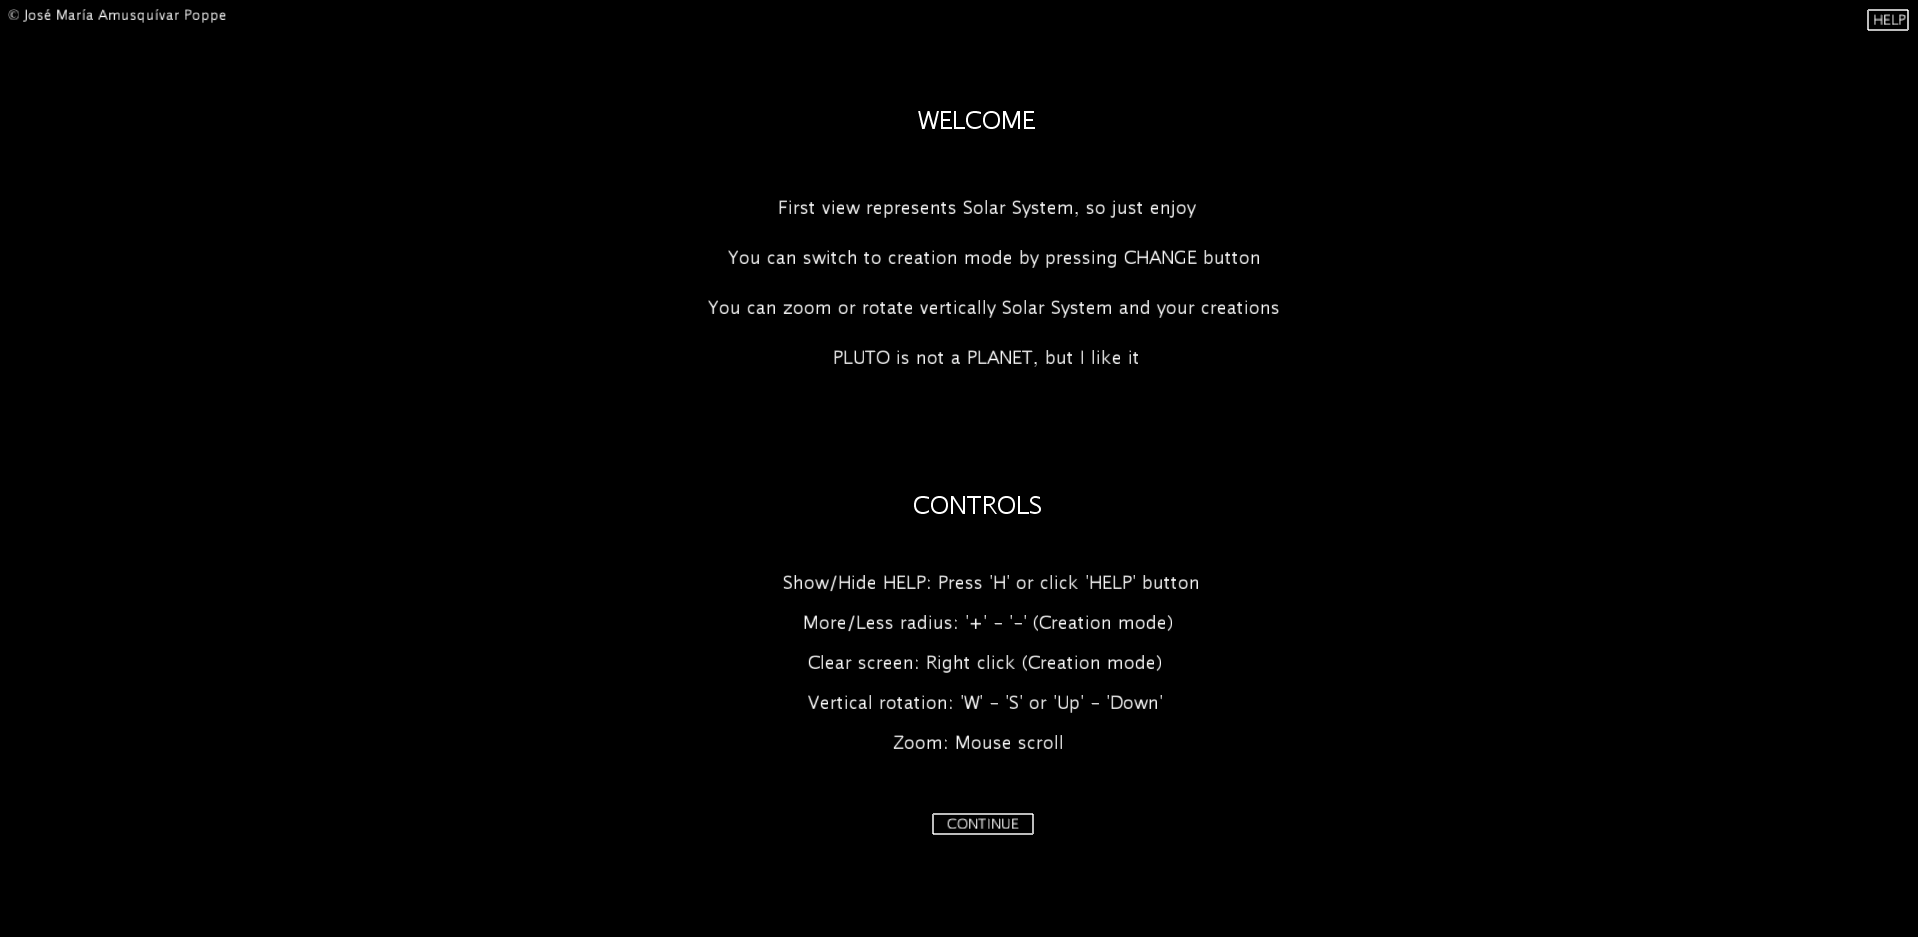 © José María Amusquívar Poppe
HELP
WELCOME
First view represents Solar System, so just enjoy
You can switch to creation mode by pressing CHANGE button
You can zoom or rotate vertically Solar System and your creations
PLUTO is not a PLANET, but I like it
CONTROLS
Show/Hide HELP: Press 'H' or click 'HELP' button
More/Less radius: '+' - '-' (Creation mode)
Clear screen: Right click (Creation mode)
Vertical rotation: 'W' - 'S' or 'Up' - 'Down'
Zoom: Mouse scroll
CONTINUE